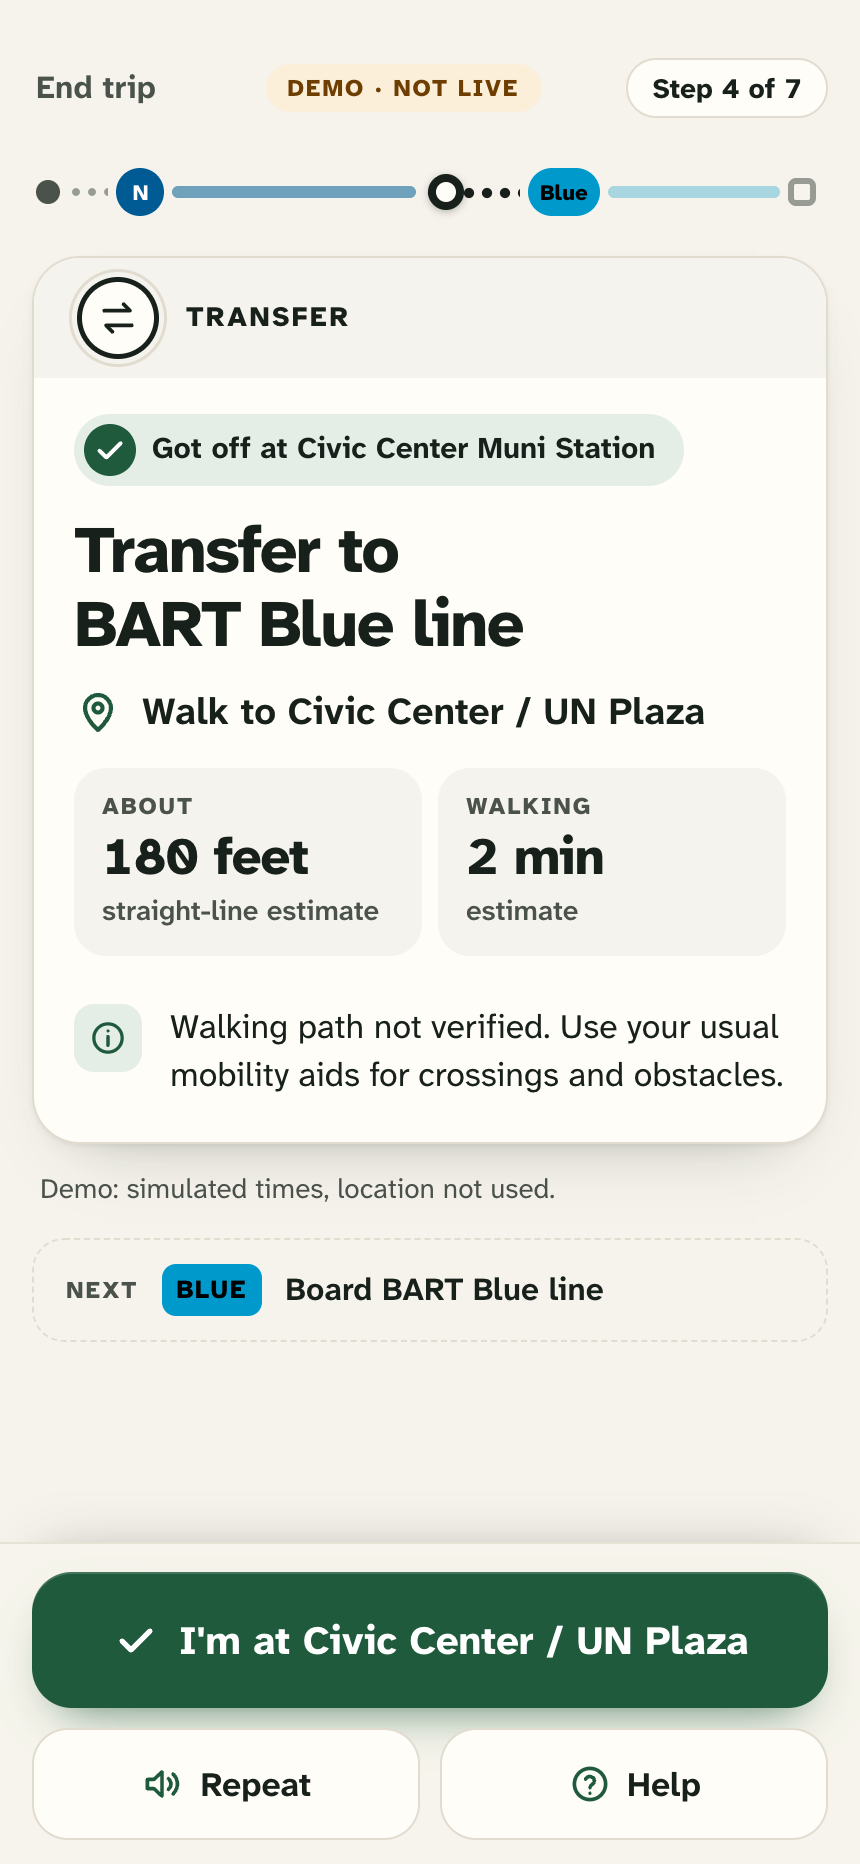 End trip
DEMO · NOT LIVE
Step 4 of 7
N
Blue
TRANSFER
Got off at Civic Center Muni Station
Transfer to
BART Blue line
Walk to Civic Center / UN Plaza
ABOUT
180 feet
straight-line estimate
WALKING
2 min
estimate
Walking path not verified. Use your usual
mobility aids for crossings and obstacles.
Demo: simulated times, location not used.
NEXT BLUE Board BART Blue line
I'm at Civic Center / UN Plaza
Repeat
Help